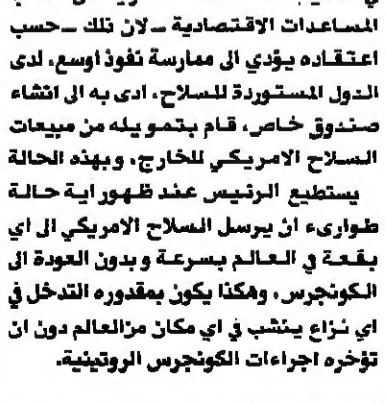 المساعدات الاقتصادية ــ لان تلك ــ حسب
اعتقاده يؤدي الى ممارسة نفوذ اوسع، لدى
الدول المستوردة للسلاح، ادى به الى انشاء
صندوق خاص، قام بتمويله من مبيعات
السلاح الامريكي للخارج، وبهذه الحالة
يستطيع الرئيس عند ظهور اية حالة
طوارىء ان يرسل السلاح الامريكي الى اي
بقعة في العالم بسرعة وبدون العودة الى
الكونجرس، وهكذا يكون بمقدوره التدخل في
اي نزاع ينشب في اي مكان من العالم دون ان
تؤخره اجراءات الكونجرس الروتينية.